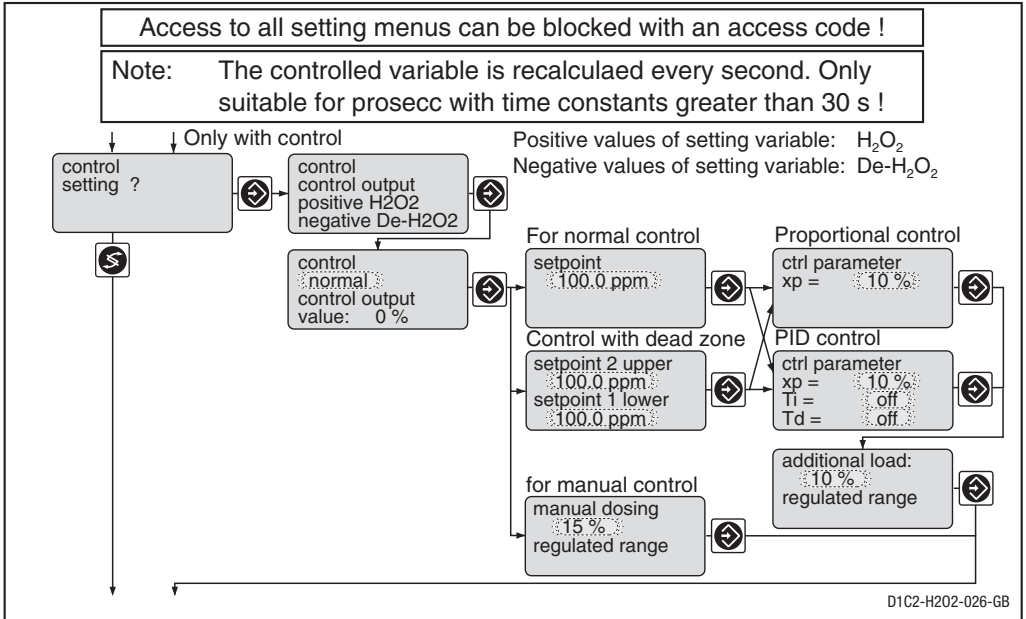 Access to all setting menus can be blocked with an access code !
Note: The controlled variable is recalculaed every second. Only
suitable for prosecc with time constants greater than 30 s !
Only with control
Positive values of setting variable: H₂O₂
Negative values of setting variable: De-H₂O₂
control
setting ?
control
control output
positive H2O2
negative De-H2O2
control
normal
control output
value: 0 %
For normal control
setpoint
100.0 ppm
Control with dead zone
setpoint 2 upper
100.0 ppm
setpoint 1 lower
100.0 ppm
for manual control
manual dosing
15 %
regulated range
Proportional control
ctrl parameter
xp = 10 %
PID control
ctrl parameter
xp = 10 %
Ti = off
Td = off
additional load:
10 %
regulated range
D1C2-H2O2-026-GB